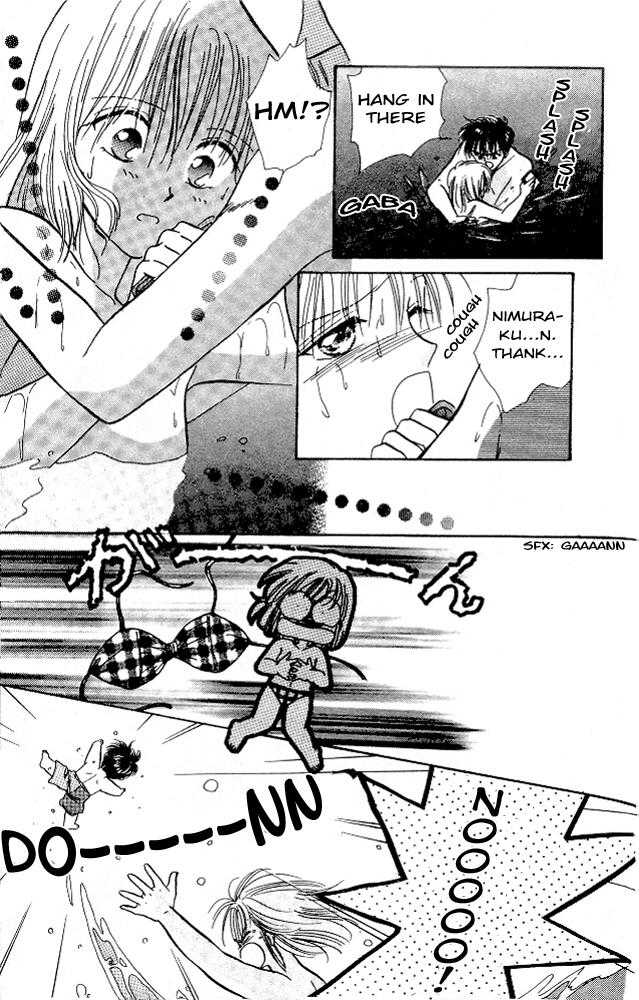 HANG IN
THERE
SPLASH
SPLASH
GABA
HM!?
NIMURA-
KU...N.
THANK...
COUGH
COUGH
SFX: GAAAANN
がーーん
NOOOOO!
DO------NN